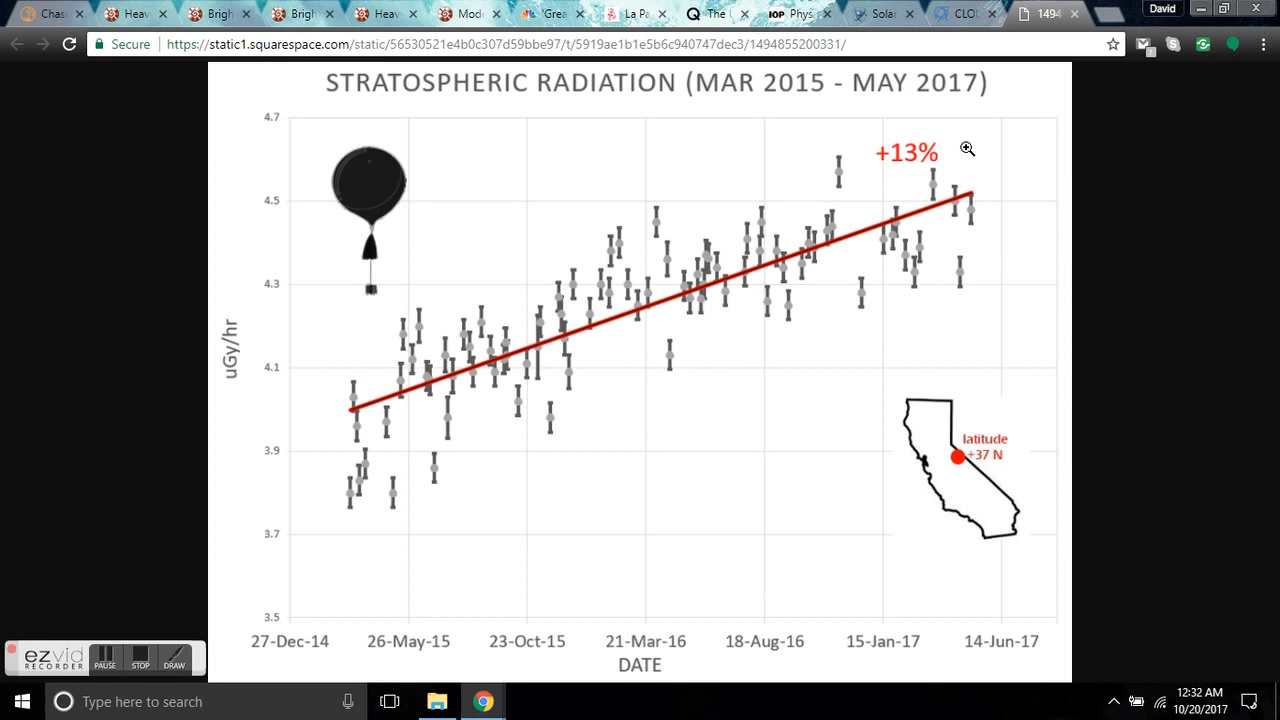 Chasin
Heav
Brigh
Brigh
Heav
Mode
'Grea
La Pa
The (
IOP Phys
Solar
CLOU
1494
David
Secure
https://static1.squarespace.com/static/56530521e4b0c307d59bbe97/t/5919ae1b1e5b6c940747dec3/1494855200331/
STRATOSPHERIC RADIATION (MAR 2015 - MAY 2017)
4.7
+13%
4.5
4.3
uGy/hr
4.1
latitude
+37 N
3.9
3.7
3.5
27-Dec-14
26-May-15
23-Oct-15
21-Mar-16
18-Aug-16
15-Jan-17
14-Jun-17
DATE
ezvid
RECORDER
PAUSE
STOP
DRAW
Type here to search
12:32 AM
10/20/2017